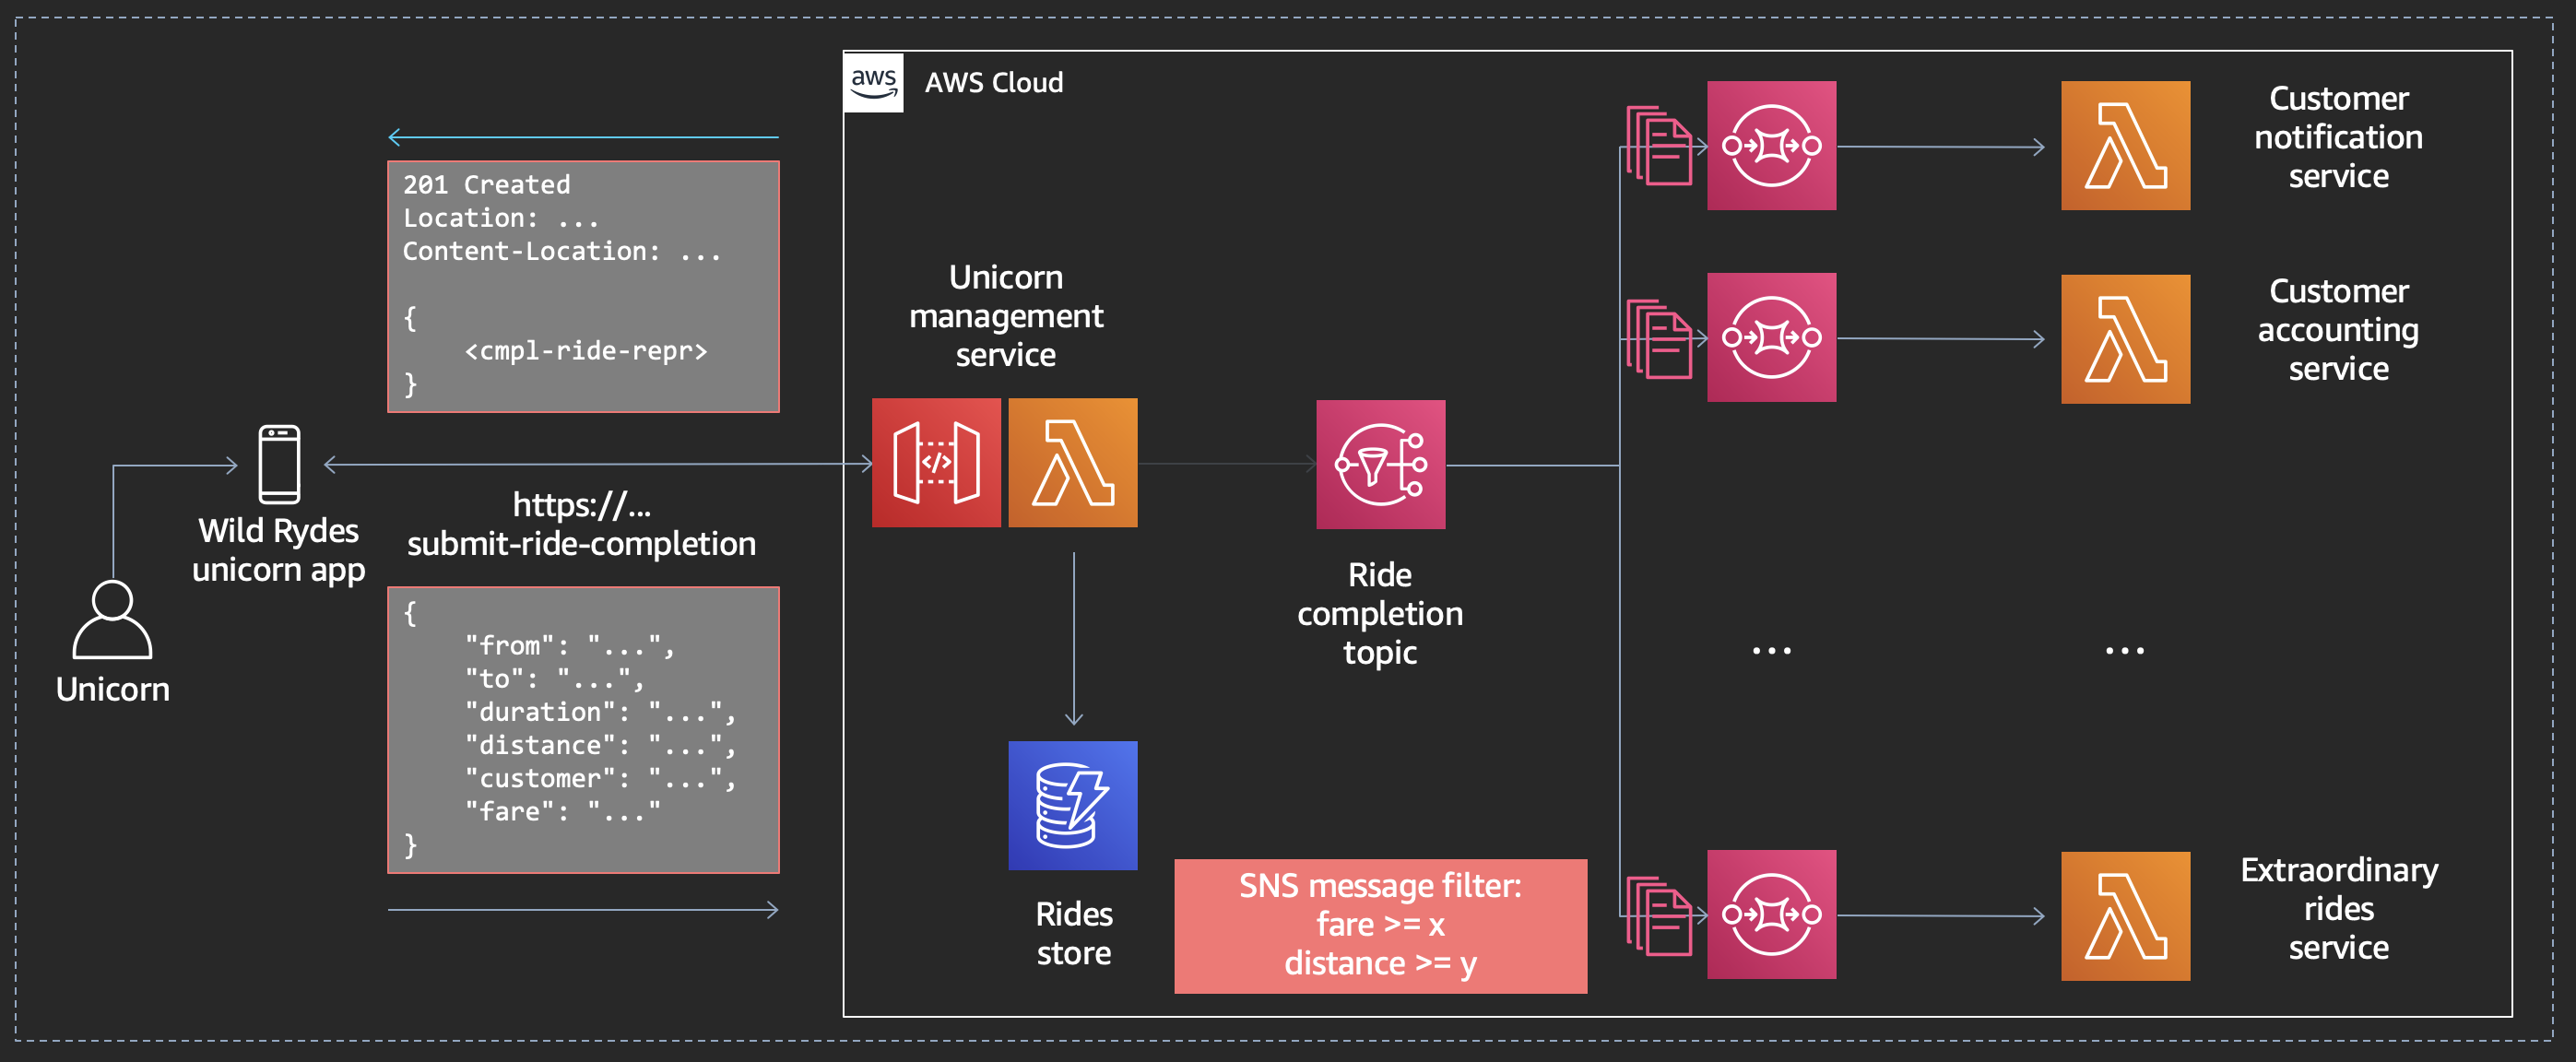 aws
AWS Cloud
201 Created
Location: ...
Content-Location: ...
{
<cmpl-ride-repr>
}
Unicorn
Wild Rydes
unicorn app
https://...
submit-ride-completion
{
"from": "...",
"to": "...",
"duration": "...",
"distance": "...",
"customer": "...",
"fare": "..."
}
Unicorn
management
service
</>
Rides
store
Ride
completion
topic
SNS message filter:
fare >= x
distance >= y
Customer
notification
service
Customer
accounting
service
...
...
Extraordinary
rides
service